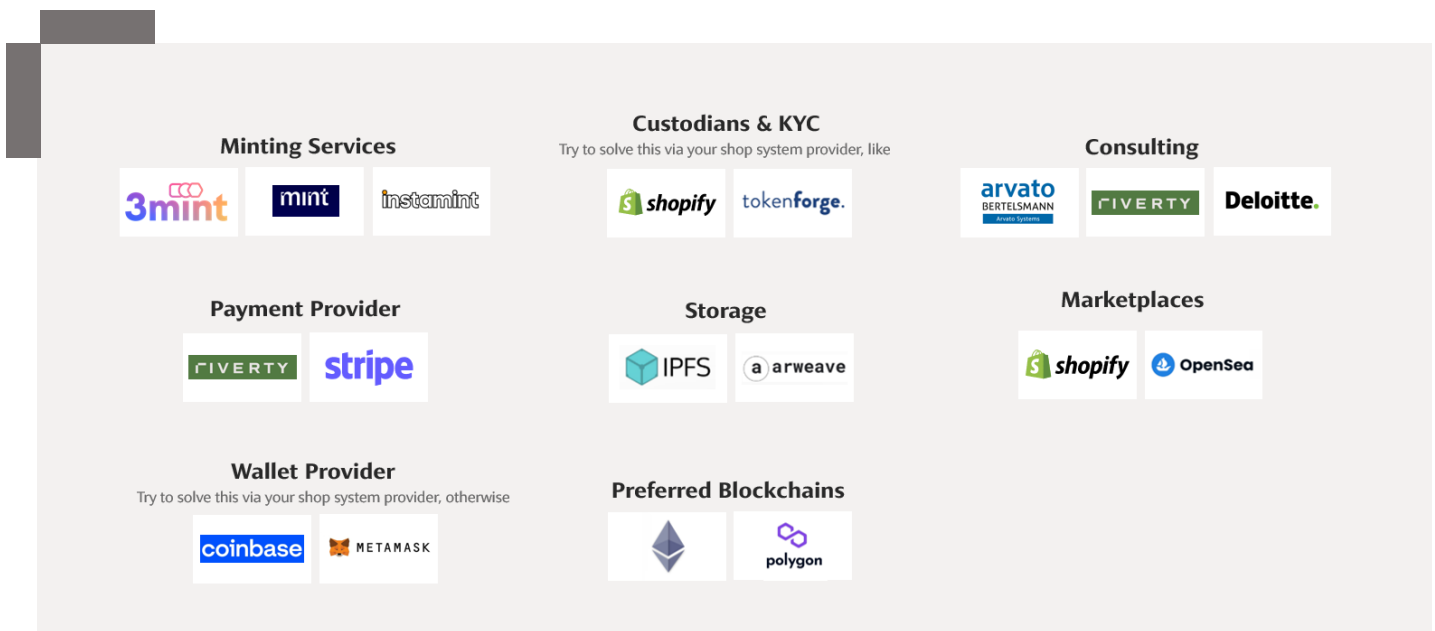 Minting Services
3mint
mint
instamint
Custodians & KYC
Try to solve this via your shop system provider, like
shopify
tokenforge.
Consulting
arvato
BERTELSMANN
Arvato Systems
RIVERTY
Deloitte.
Payment Provider
RIVERTY
stripe
Storage
IPFS
a arweave
Marketplaces
shopify
OpenSea
Wallet Provider
Try to solve this via your shop system provider, otherwise
coinbase
METAMASK
Preferred Blockchains
polygon